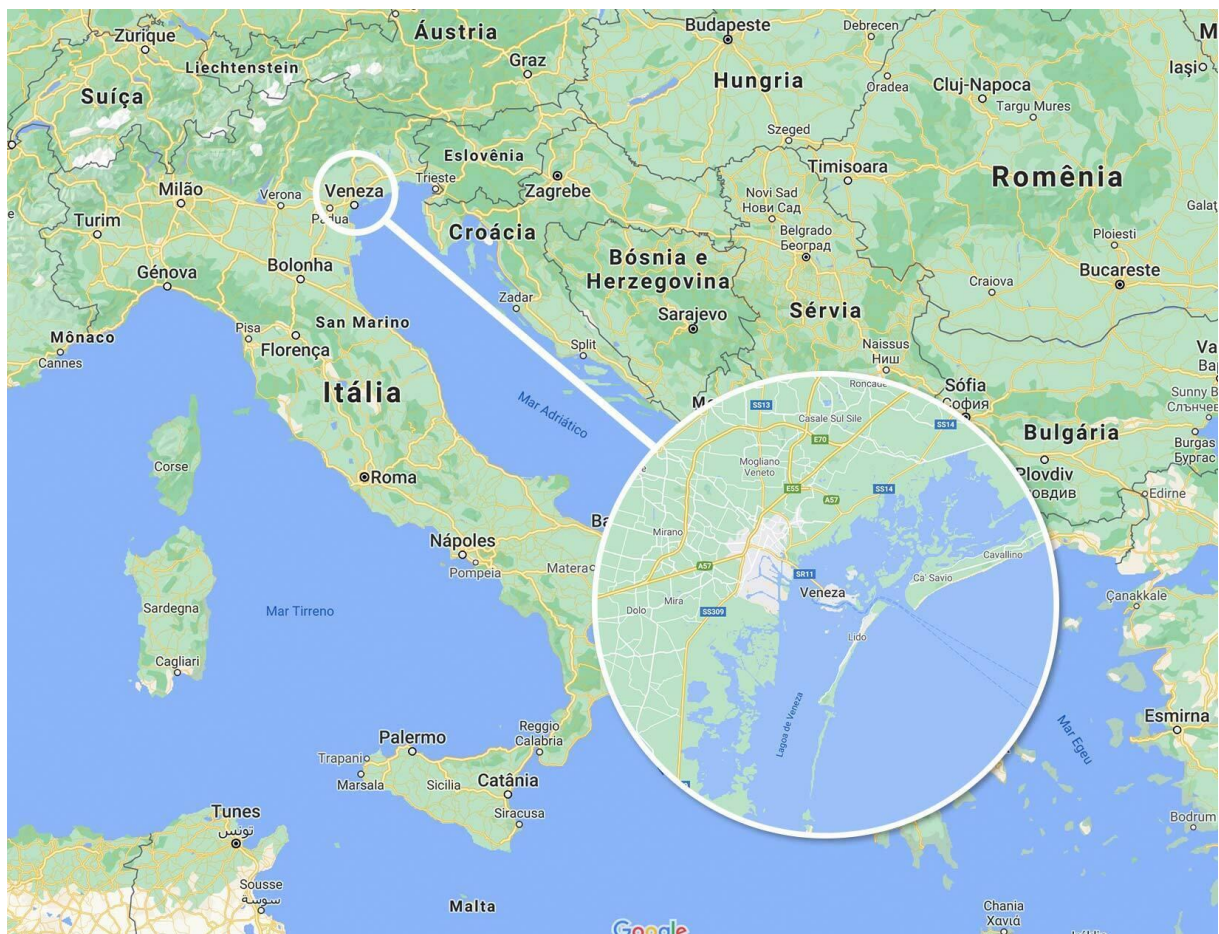 Zurique
Liechtenstein
Áustria
Graz
Budapeste
Debrecen
Hungria
Oradea
Cluj-Napoca
Targu Mures
Iași
Suíça
Eslovênia
Trieste
Zagrebe
Szeged
Timisoara
Romênia
Milão
Verona
Veneza
Padua
Turim
Croácia
Novi Sad
Нови Сад
Belgrado
Београд
Ploiesti
Bucareste
Craiova
Génova
Bolonha
Bósnia e
Herzegovina
Sarajevo
Sérvia
Zadar
Split
Mônaco
Cannes
Pisa
San Marino
Florença
Naissus
Ниш
Itália
Mar Adriático
Sófia
София
Bulgária
Burgas
Бургас
Plovdiv
Edirne
Corse
Roma
Nápoles
Pompeia
Matera
Sardegna
Cagliari
Mar Tirreno
SS13
Casale Sul Sile
SS14
E70
Mogliano
Veneto
E55
A57
SS14
Mirano
A57
SR11
Veneza
Ca' Savio
Cavallino
Dolo
Mira
SS309
Lido
Lagoa de Veneza
Çanakkale
Esmirna
Mar Egeu
Bodrum
Palermo
Trapani
Marsala
Sicilia
Catânia
Siracusa
Reggio
Calabria
Tunes
تونس
Sousse
سوسة
Malta
Chania
Χανιά
Google